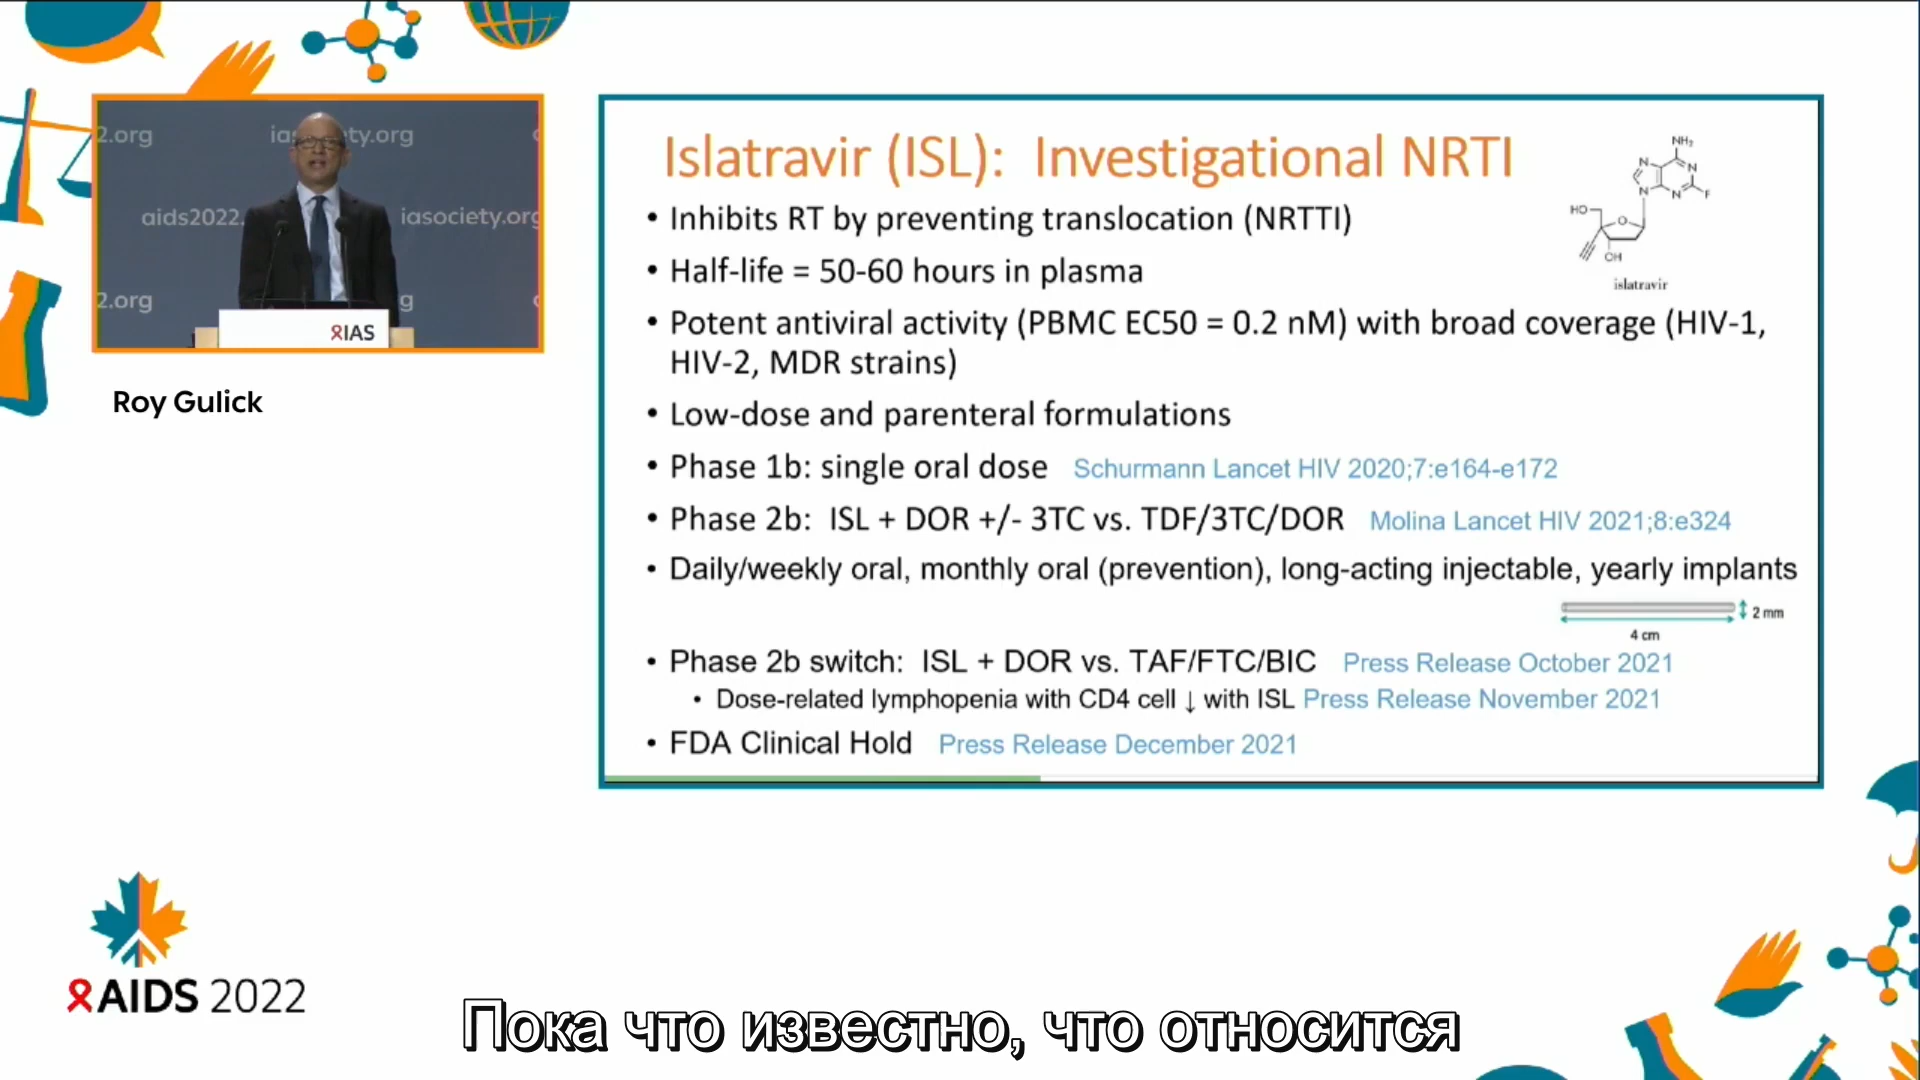 2.org
iasociety.org
aids2022.
iasociety.org
2.org
IAS
Roy Gulick
Islatravir (ISL): Investigational NRTI
• Inhibits RT by preventing translocation (NRTTI)
• Half-life = 50-60 hours in plasma
• Potent antiviral activity (PBMC EC50 = 0.2 nM) with broad coverage (HIV-1,
HIV-2, MDR strains)
• Low-dose and parenteral formulations
• Phase 1b: single oral dose Schurmann Lancet HIV 2020;7:e164-e172
• Phase 2b: ISL + DOR +/- 3TC vs. TDF/3TC/DOR Molina Lancet HIV 2021;8:e324
• Daily/weekly oral, monthly oral (prevention), long-acting injectable, yearly implants
2 mm
4 cm
• Phase 2b switch: ISL + DOR vs. TAF/FTC/BIC Press Release October 2021
• Dose-related lymphopenia with CD4 cell ↓ with ISL Press Release November 2021
• FDA Clinical Hold Press Release December 2021
NH₂
N
N
N
N
F
HO
O
OH
islatravir
AIDS 2022
Пока что известно, что относится